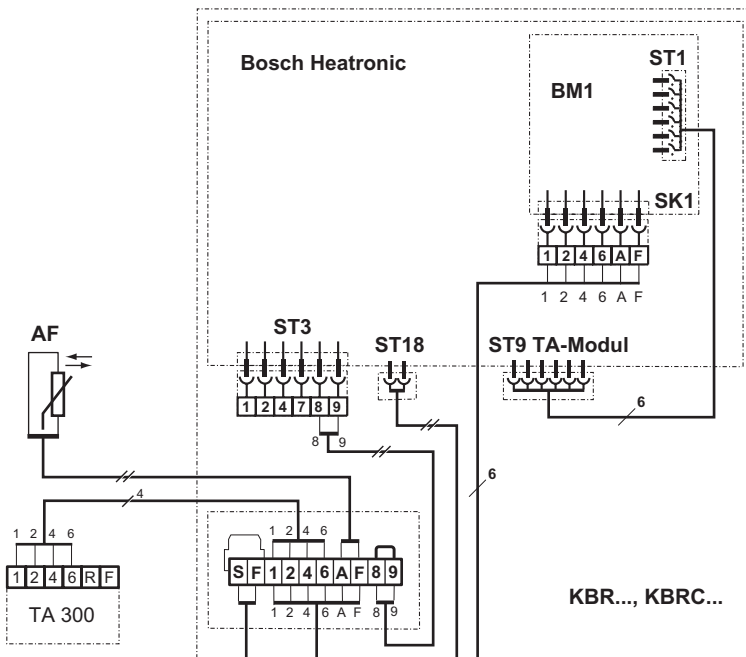 Bosch Heatronic
ST1
BM1
SK1
1 2 4 6 A F
1 2 4 6 A F
AF
ST3
ST18
ST9 TA-Modul
1 2 4 7 8 9
8 9
6
6
4
1 2 4 6
1 2 4 6
1 2 4 6 R F
S F 1 2 4 6 A F 8 9
1 2 4 6 A F 8 9
TA 300
KBR..., KBRC...